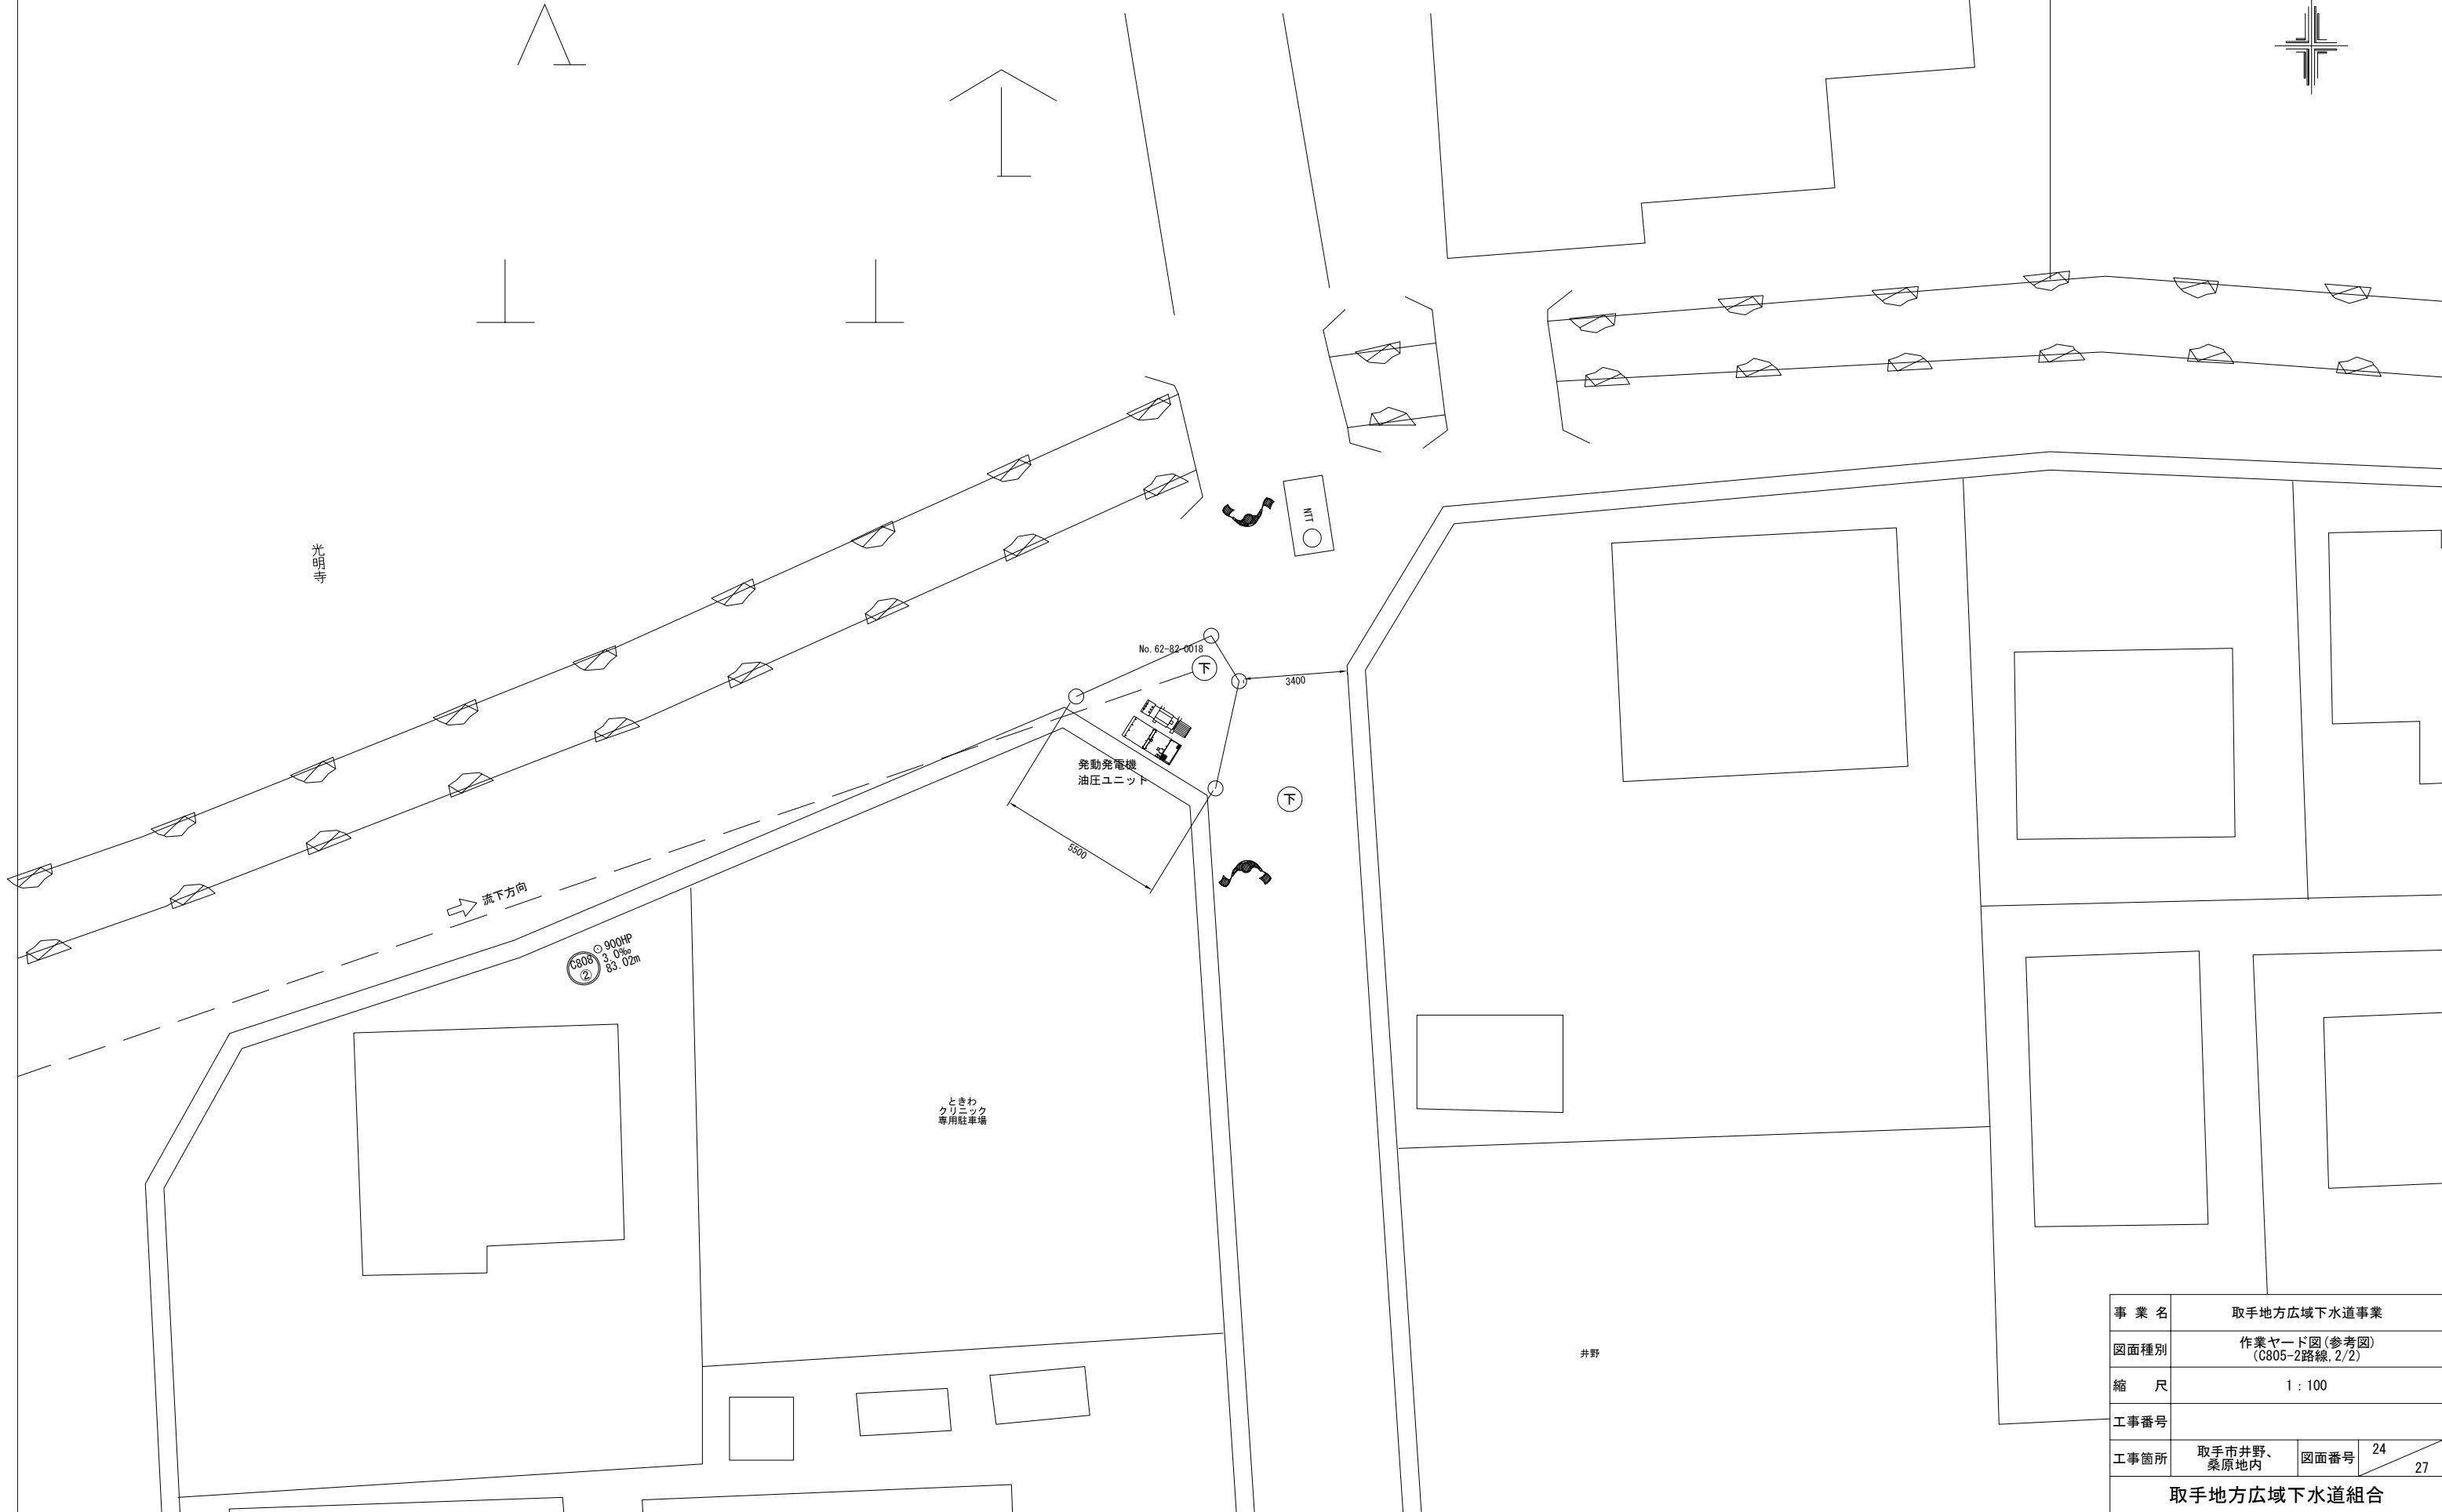 光明寺
NTT
No.62-82-0018
下
3400
発動発電機
油圧ユニット
下
5500
流下方向
900HP
C808 3.0‰
② 83.02m
ときわ
クリニック
専用駐車場
井野
事業名 取手地方広域下水道事業
図面種別 作業ヤード図(参考図)
(C805-2路線,2/2)
縮尺 1:100
工事番号
工事箇所 取手市井野、
桑原地内 図面番号 24
27
取手地方広域下水道組合